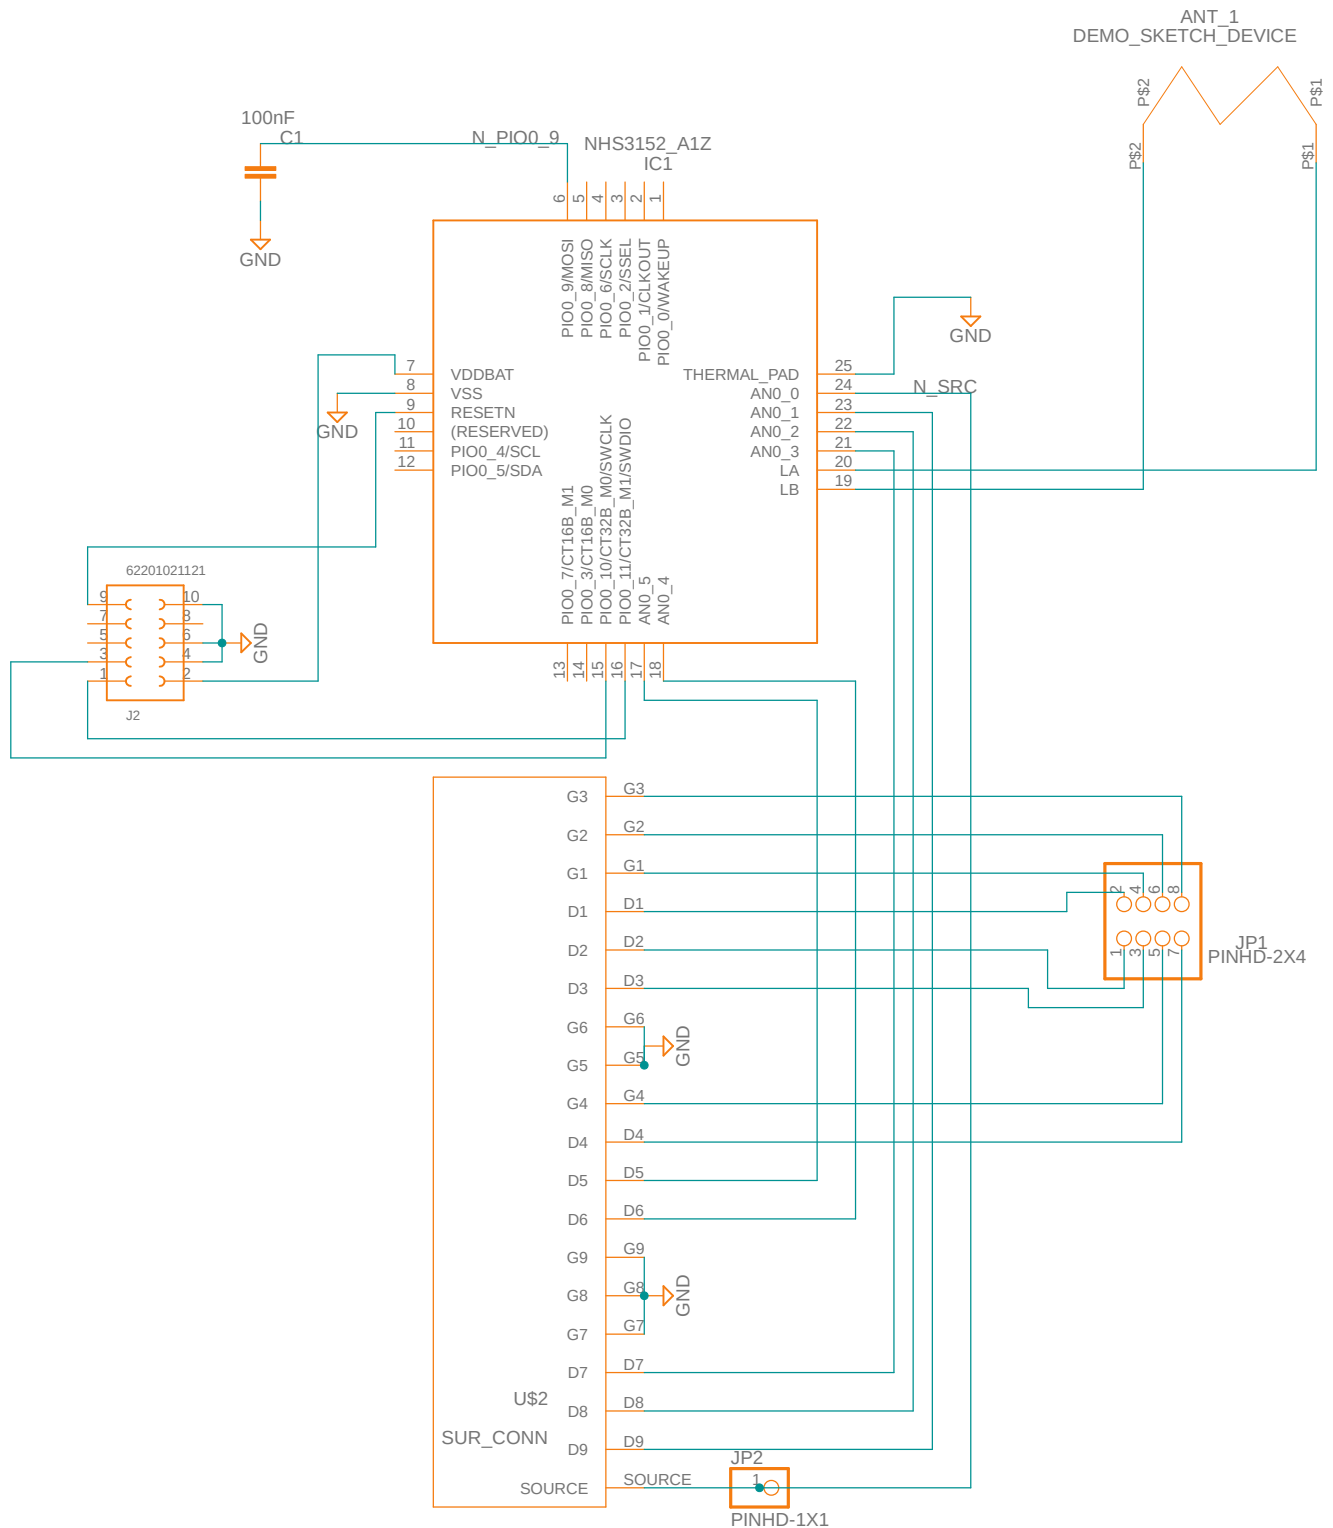 ANT_1
DEMO_SKETCH_DEVICE
P$2
P$1
P$2
P$1
100nF
C1
GND
N_PIO0_9
NHS3152_A1Z
IC1
6
5
4
3
2
1
PIO0_9/MOSI
PIO0_8/MISO
PIO0_6/SCLK
PIO0_2/SSEL
PIO0_1/CLKOUT
PIO0_0/WAKEUP
7
VDDBAT
8
VSS
9
RESETN
10
(RESERVED)
11
PIO0_4/SCL
12
PIO0_5/SDA
GND
THERMAL_PAD
25
AN0_0
24
AN0_1
23
AN0_2
22
AN0_3
21
LA
20
LB
19
GND
N_SRC
PIO0_7/CT16B_M1
PIO0_3/CT16B_M0
PIO0_10/CT32B_M0/SWCLK
PIO0_11/CT32B_M1/SWDIO
AN0_5
AN0_4
13
14
15
16
17
18
62201021121
9
10
7
8
5
6
3
4
1
2
GND
J2
G3
G3
G2
G2
G1
G1
D1
D1
D2
D2
D3
D3
G6
G6
G5
G5
GND
G4
G4
D4
D4
D5
D5
D6
D6
G9
G9
G8
G8
GND
G7
G7
D7
D7
D8
D8
D9
D9
SOURCE
SOURCE
U$2
SUR_CONN
2
4
6
8
1
3
5
7
JP1
PINHD-2X4
JP2
1
PINHD-1X1